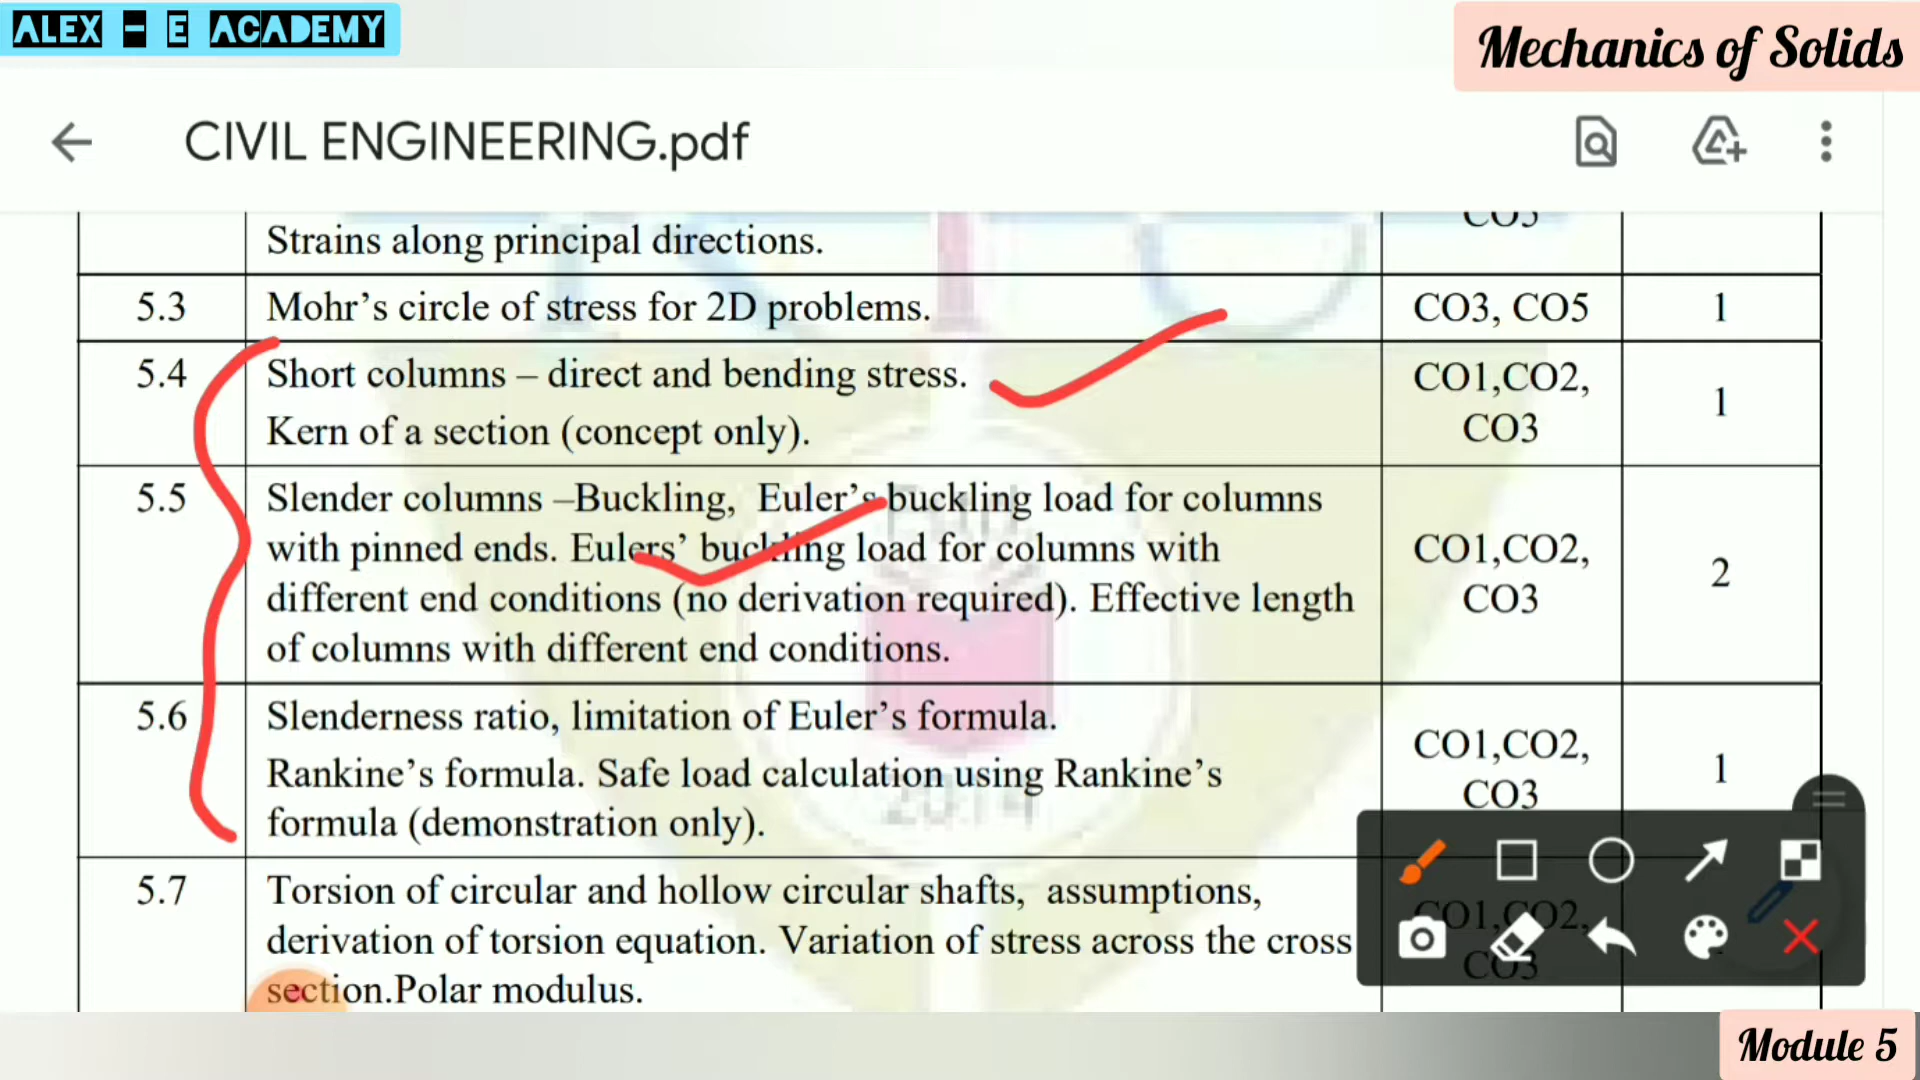 ALEX - E ACADEMY
Mechanics of Solids
CIVIL ENGINEERING.pdf
Strains along principal directions.
5.3 Mohr's circle of stress for 2D problems. CO3, CO5 1
5.4 Short columns – direct and bending stress.
Kern of a section (concept only).
CO1,CO2,
CO3
1
5.5 Slender columns –Buckling, Euler's buckling load for columns
with pinned ends. Eulers' buckling load for columns with
different end conditions (no derivation required). Effective length
of columns with different end conditions.
CO1,CO2,
CO3
2
5.6 Slenderness ratio, limitation of Euler's formula.
Rankine's formula. Safe load calculation using Rankine's
formula (demonstration only).
CO1,CO2,
CO3
1
5.7 Torsion of circular and hollow circular shafts, assumptions,
derivation of torsion equation. Variation of stress across the cross
section.Polar modulus.
CO1,CO2,
CO3
Module 5